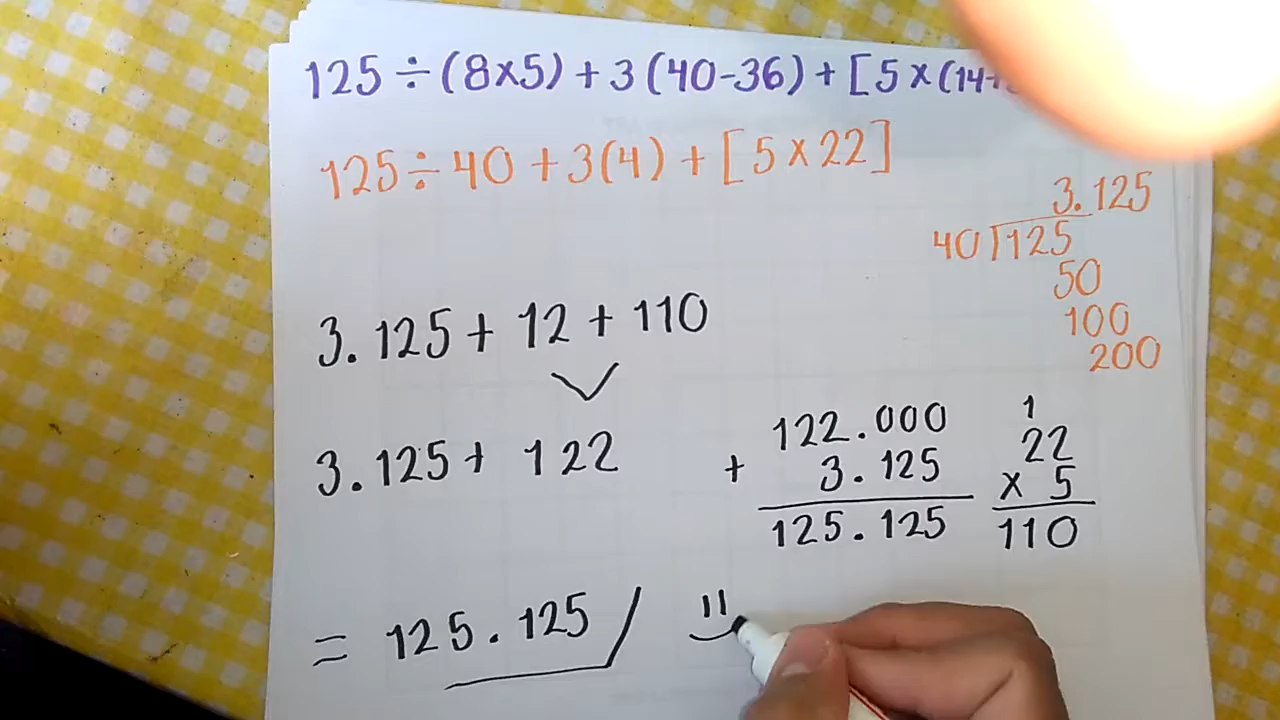 125 ÷ (8×5) + 3 (40-36) + [ 5 × (14+
125 ÷ 40 + 3(4) + [ 5 × 22 ]
3.125
40 125
50
100
200
3.125 + 12 + 110
3.125 + 122
122.000
+ 3.125
125.125
1
22
× 5
110
= 125.125 /